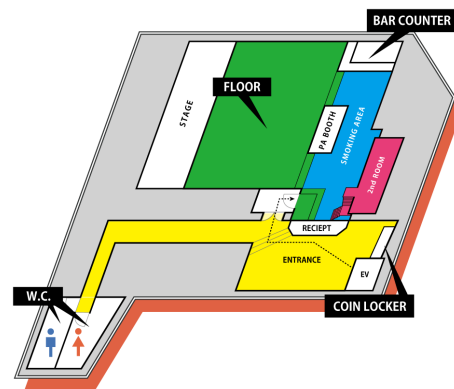 BAR COUNTER
FLOOR
STAGE
PA BOOTH
SMOKING AREA
2nd ROOM
RECIEPT
ENTRANCE
EV
W.C.
COIN LOCKER